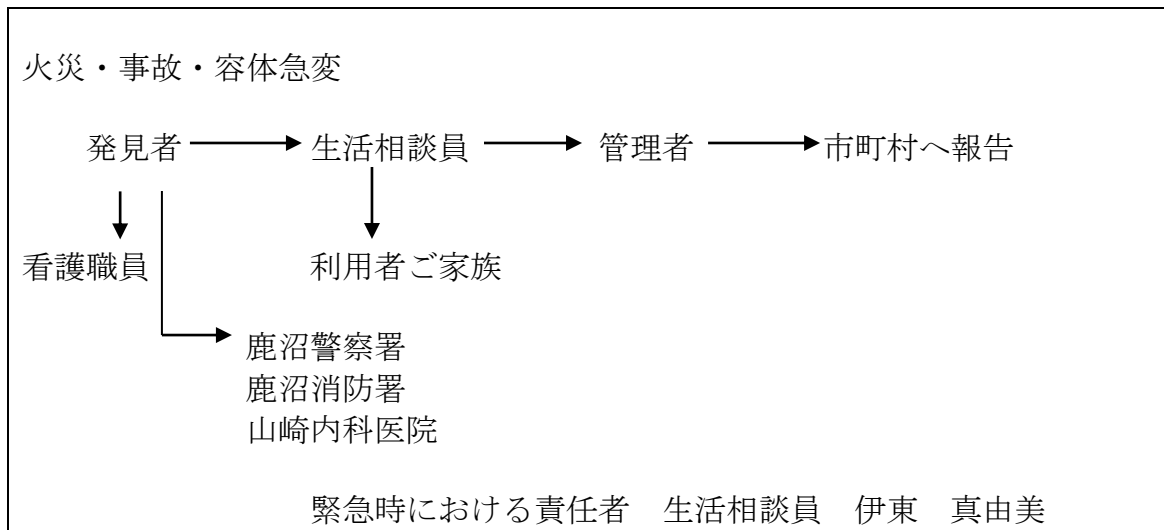 火災・事故・容体急変
発見者 生活相談員 管理者 市町村へ報告
看護職員 利用者ご家族
鹿沼警察署
鹿沼消防署
山崎内科医院
緊急時における責任者　生活相談員　伊東　真由美